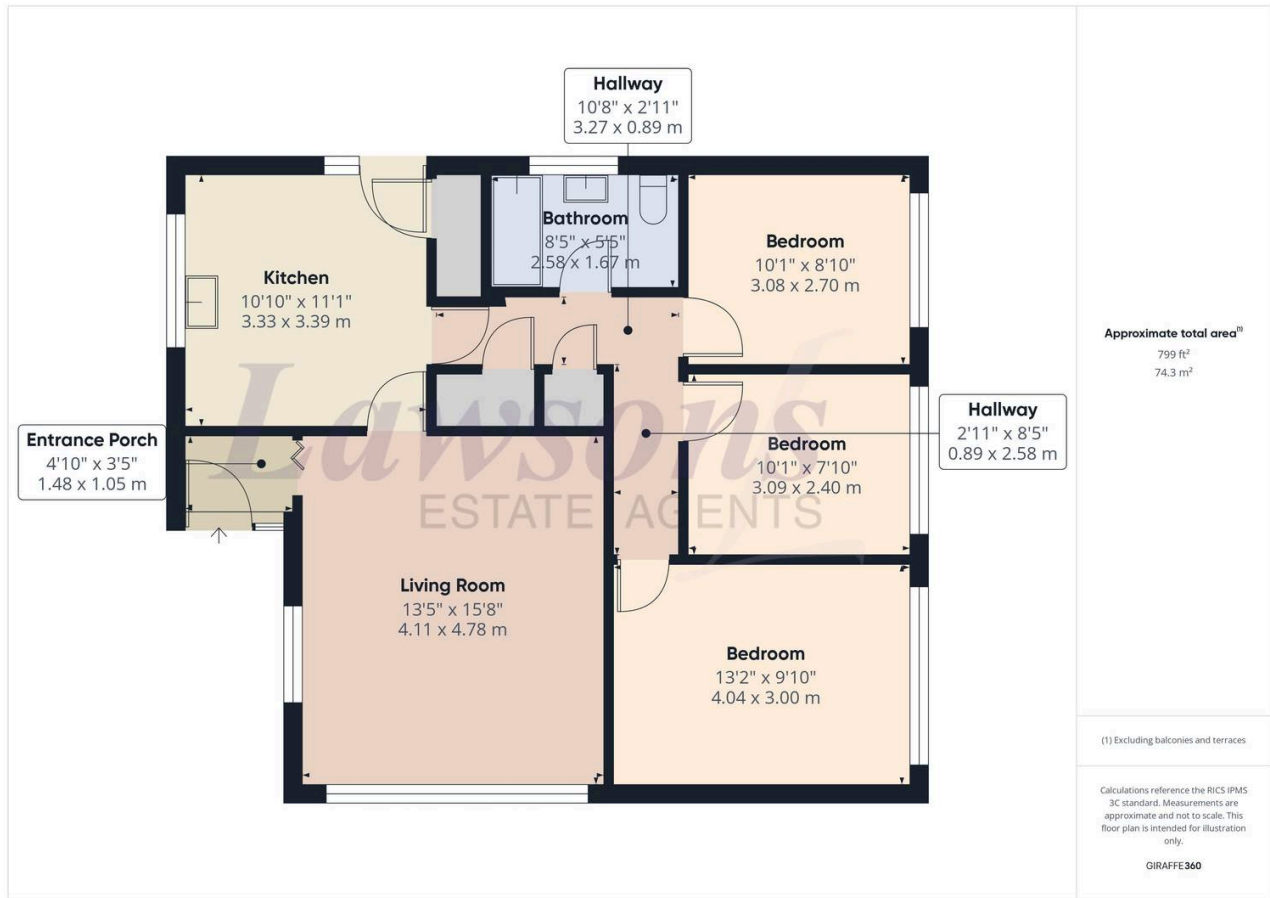 Hallway
10'8" x 2'11"
3.27 x 0.89 m
Bathroom
8'5" x 5'5"
2.58 x 1.67 m
Bedroom
10'1" x 8'10"
3.08 x 2.70 m
Kitchen
10'10" x 11'1"
3.33 x 3.39 m
Approximate total area(1)
799 ft²
74.3 m²
Hallway
2'11" x 8'5"
0.89 x 2.58 m
Entrance Porch
4'10" x 3'5"
1.48 x 1.05 m
Bedroom
10'1" x 7'10"
3.09 x 2.40 m
Lawsons
ESTATE AGENTS
Living Room
13'5" x 15'8"
4.11 x 4.78 m
Bedroom
13'2" x 9'10"
4.04 x 3.00 m
(1) Excluding balconies and terraces
Calculations reference the RICS IPMS
3C standard. Measurements are
approximate and not to scale. This
floor plan is intended for illustration
only.
GIRAFFE360